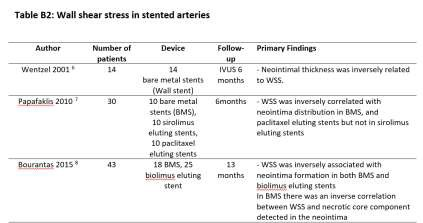 Table B2: Wall shear stress in stented arteries
Author Number of patients Device Follow-up Primary Findings
Wentzel 2001 6 14 14 IVUS 6 - Neointimal thickness was inversely related
bare metal stents months to WSS.
(Wall stent)
Papafaklis 2010 7 30 10 bare metal 6months - WSS was inversely correlated with
stents (BMS), neointima distribution in BMS, and
10 sirolimus paclitaxel eluting stents but not in sirolimus
eluting stents, eluting stents
10 paclitaxel
eluting stents
Bourantas 2015 8 43 18 BMS, 25 13 - WSS was inversely associated with
biolimus eluting months neointima formation in both BMS and
stent biolimus eluting stents
In BMS there was an inverse correlation
between WSS and necrotic core component
detected in the neointima